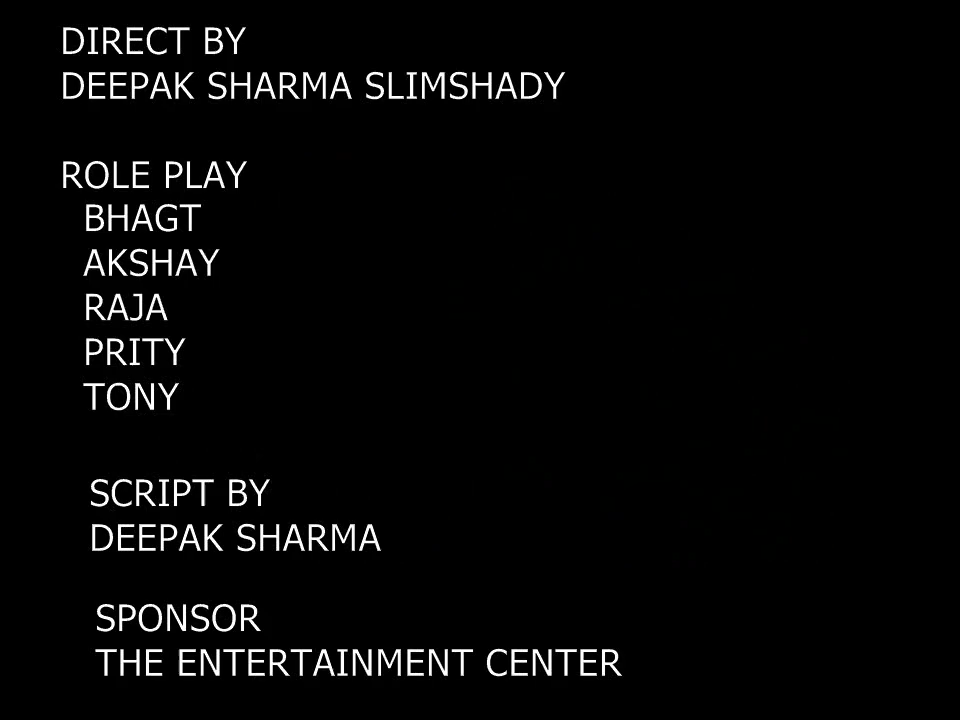 DIRECT BY
DEEPAK SHARMA SLIMSHADY
ROLE PLAY
BHAGT
AKSHAY
RAJA
PRITY
TONY
SCRIPT BY
DEEPAK SHARMA
SPONSOR
THE ENTERTAINMENT CENTER